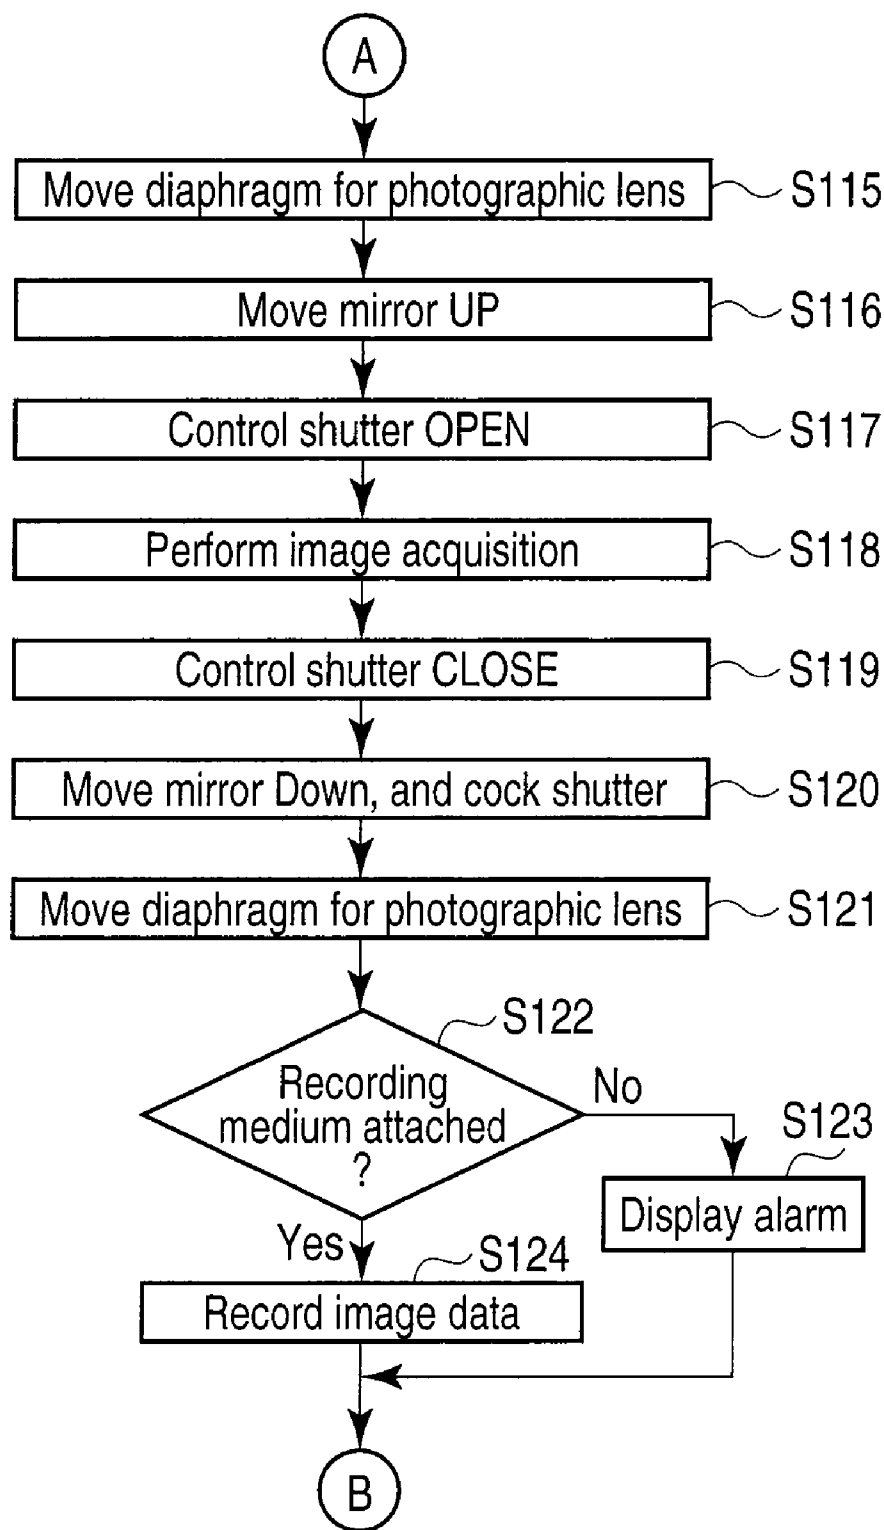 A
Move diaphragm for photographic lens
S115
Move mirror UP
S116
Control shutter OPEN
S117
Perform image acquisition
S118
Control shutter CLOSE
S119
Move mirror Down, and cock shutter
S120
Move diaphragm for photographic lens
S121
S122
Recording
medium attached
?
No
S123
Display alarm
Yes
S124
Record image data
B